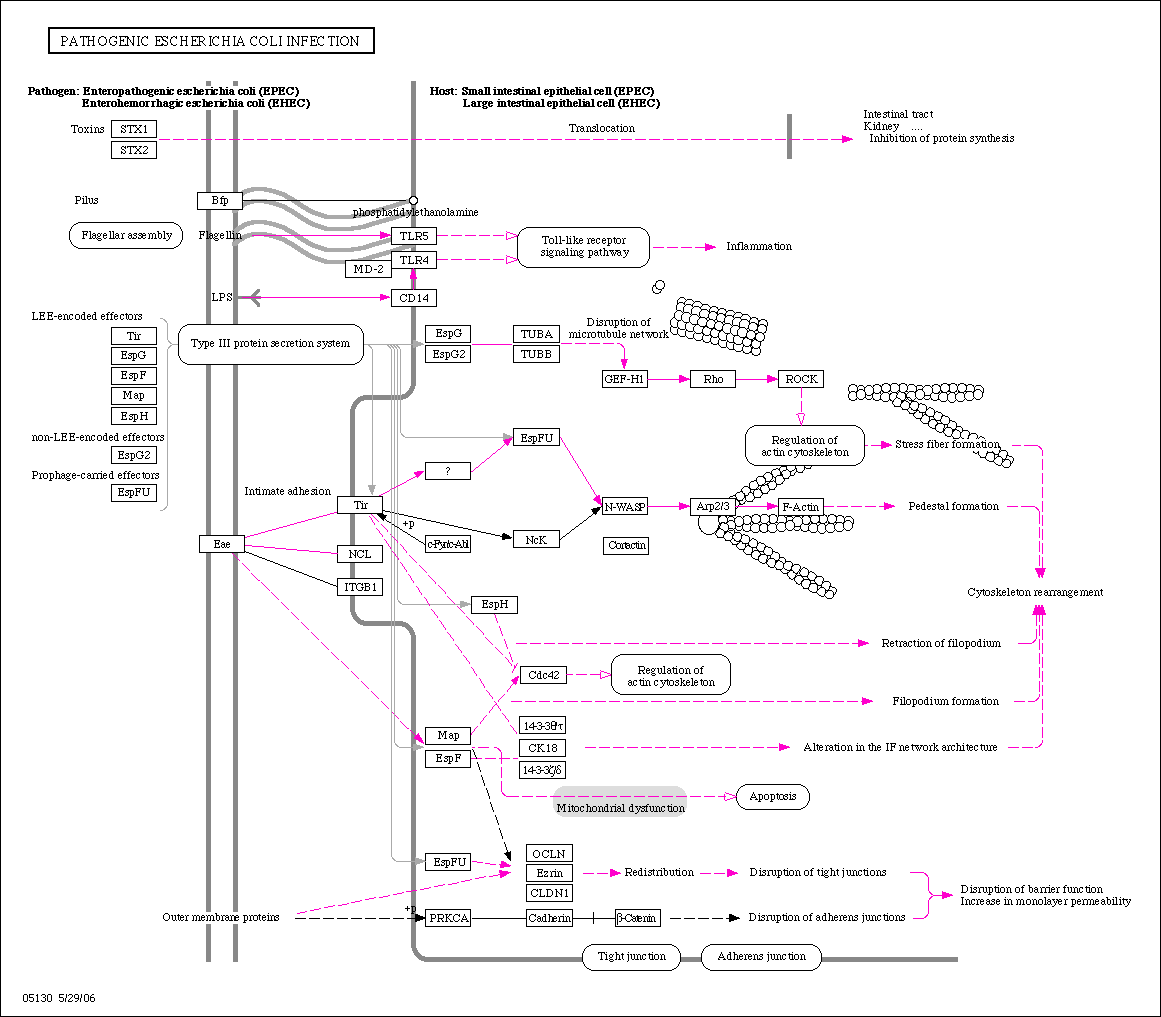 PATHOGENIC ESCHERICHIA COLI INFECTION
Pathogen: Enteropathogenic escherichia coli (EPEC)
Enterohemorrhagic escherichia coli (EHEC)
Host: Small intestinal epithelial cell (EPEC)
Large intestinal epithelial cell (EHEC)
Toxins
STX1
STX2
Translocation
Intestinal tract
Kidney ....
Inhibition of protein synthesis
Pilus
Bfp
phosphatidylethanolamine
Flagellar assembly
Flagellin
TLR5
TLR4
MD-2
Toll-like receptor
signaling pathway
Inflammation
LPS
CD14
LEE-encoded effectors
Tir
EspG
EspF
Map
EspH
non-LEE-encoded effectors
EspG2
Prophage-carried effectors
EspFU
Type III protein secretion system
EspG
EspG2
TUBA
TUBB
Disruption of
microtubule network
GEF-H1
Rho
ROCK
Regulation of
actin cytoskeleton
Stress fiber formation
EspFU
?
Intimate adhesion
Tir
+p
c-Fyn/c-Abl
NcK
N-WASP
Cortactin
Arp2/3
F-Actin
Pedestal formation
Eae
NCL
ITGB1
Cytoskeleton rearrangement
EspH
Retraction of filopodium
Cdc42
Regulation of
actin cytoskeleton
Filopodium formation
Map
EspF
14-3-3θ/τ
CK18
14-3-3ζ/δ
Alteration in the IF network architecture
Mitochondrial dysfunction
Apoptosis
EspFU
OCLN
Ezrin
CLDN1
Redistribution
Disruption of tight junctions
Outer membrane proteins
+p
PRKCA
Cadherin
β-Catenin
Disruption of adherens junctions
Disruption of barrier function
Increase in monolayer permeability
Tight junction
Adherens junction
05130 5/29/06